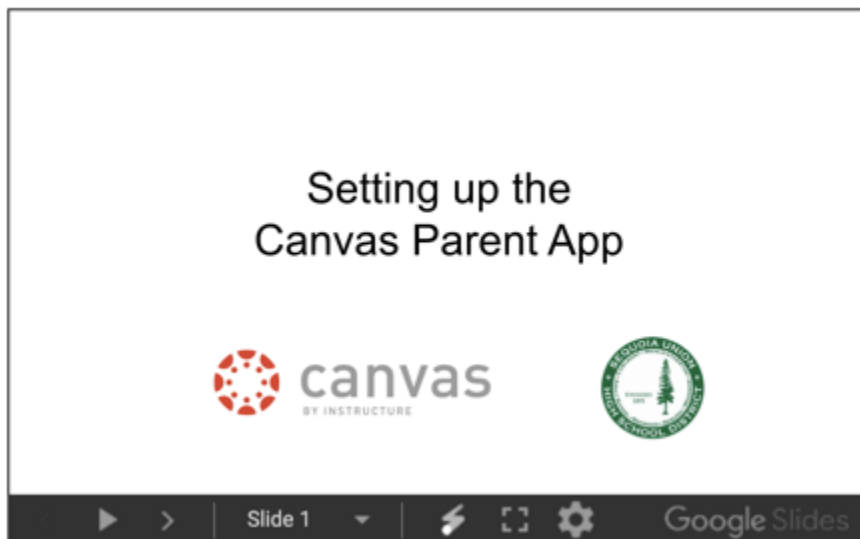 Setting up the
Canvas Parent App
canvas
BY INSTRUCTURE
SEQUOIA UNION
HIGH SCHOOL DISTRICT
Slide 1
Google Slides